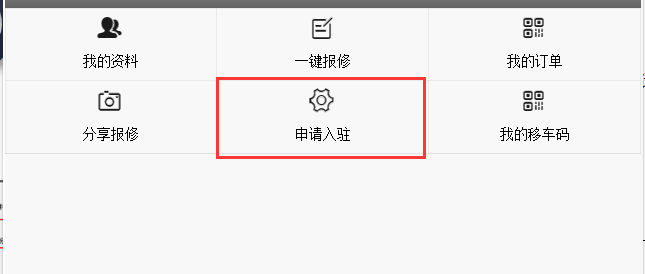 我的资料
一键报修
我的订单
分享报修
申请入驻
我的移车码